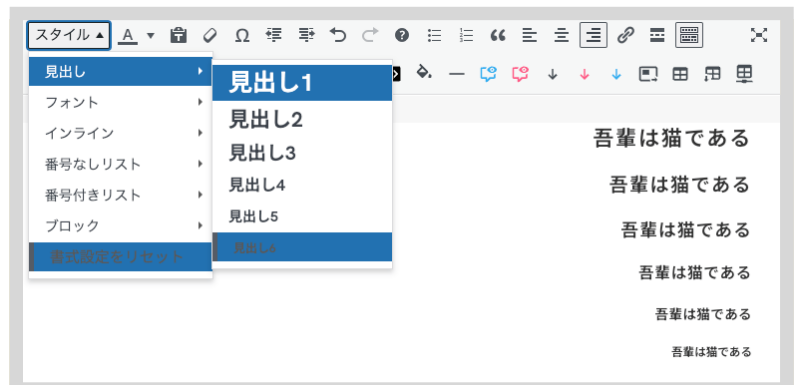 スタイル
A
Ω
見出し
フォント
インライン
番号なしリスト
番号付きリスト
ブロック
書式設定をリセット
見出し1
見出し2
見出し3
見出し4
見出し5
見出し6
吾輩は猫である
吾輩は猫である
吾輩は猫である
吾輩は猫である
吾輩は猫である
吾輩は猫である